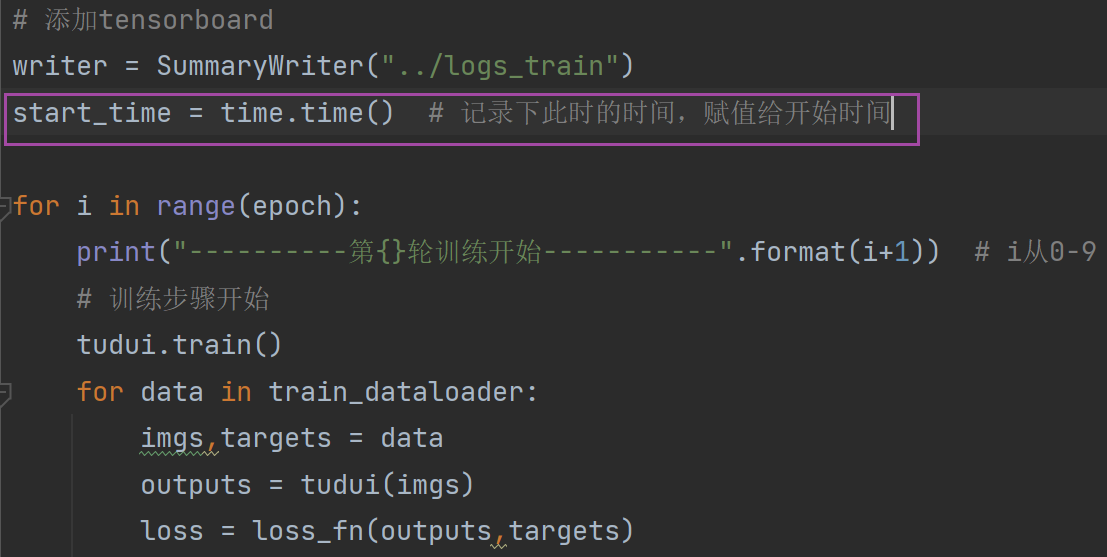 # 添加tensorboard
writer = SummaryWriter("../logs_train")
start_time = time.time()  # 记录下此时的时间，赋值给开始时间
for i in range(epoch):
    print("----------第{}轮训练开始-----------".format(i+1))  # i从0-9
    # 训练步骤开始
    tudui.train()
    for data in train_dataloader:
        imgs,targets = data
        outputs = tudui(imgs)
        loss = loss_fn(outputs,targets)